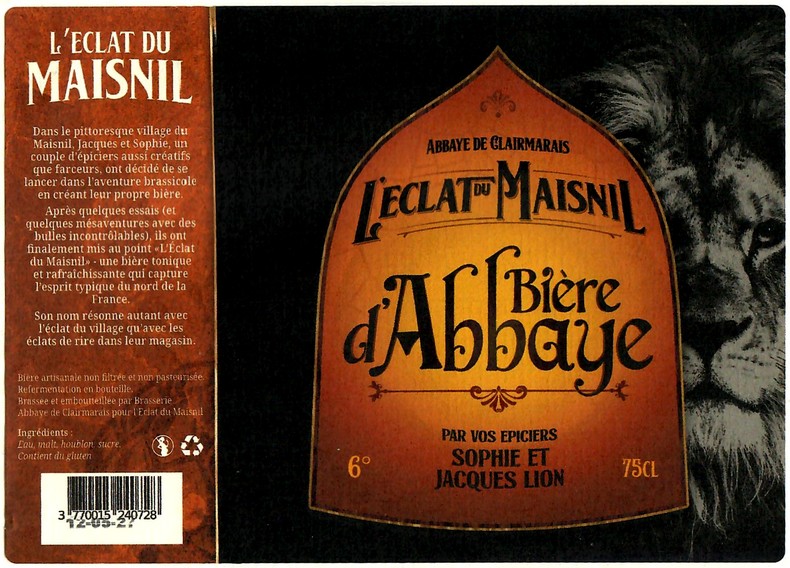 L'ECLAT DU
MAISNIL
Dans le pittoresque village du
Maisnil, Jacques et Sophie, un
couple d'épiciers aussi créatifs
que farceurs, ont décidé de se
lancer dans l'aventure brassicole
en créant leur propre bière.
Après quelques essais (et
quelques mésaventures avec des
bulles incontrôlables), ils ont
finalement mis au point «L'Éclat
du Maisnil» - une bière tonique
et rafraîchissante qui capture
l'esprit typique du nord de la
France.
Son nom résonne autant avec
l'éclat du village qu'avec les
éclats de rire dans leur magasin.
Bière artisanale non filtrée et non pasteurisée.
Refermentation en bouteille.
Brassée et embouteillée par Brasserie
Abbaye de Clairmarais pour l'Eclat du Maisnil
Ingrédients :
Eau, malt, houblon, sucre.
Contient du gluten
3 770015 240728
12-05-27
ABBAYE DE CLAIRMARAIS
L'ECLAT DU MAISNIL
Bière
d'Abbaye
PAR VOS EPICIERS
SOPHIE ET
JACQUES LION
6°
75CL